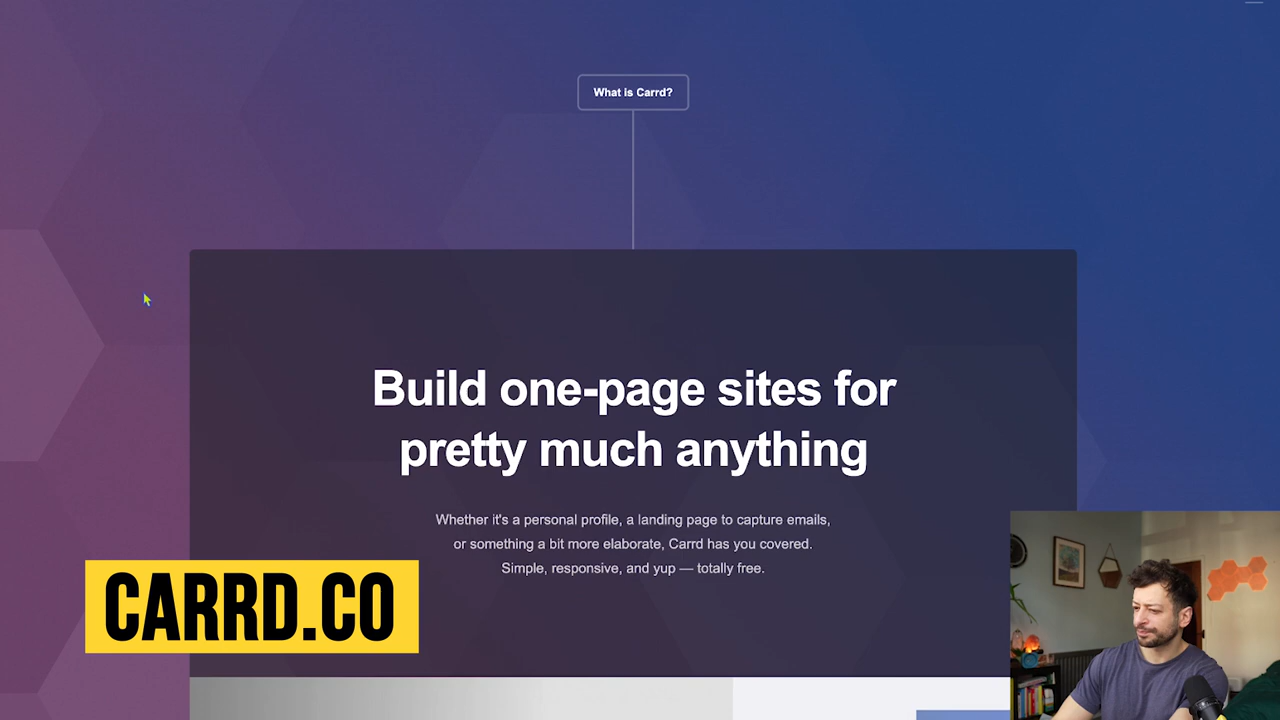 What is Carrd?
Build one-page sites for
pretty much anything
Whether it's a personal profile, a landing page to capture emails,
or something a bit more elaborate, Carrd has you covered.
Simple, responsive, and yup — totally free.
CARRD.CO